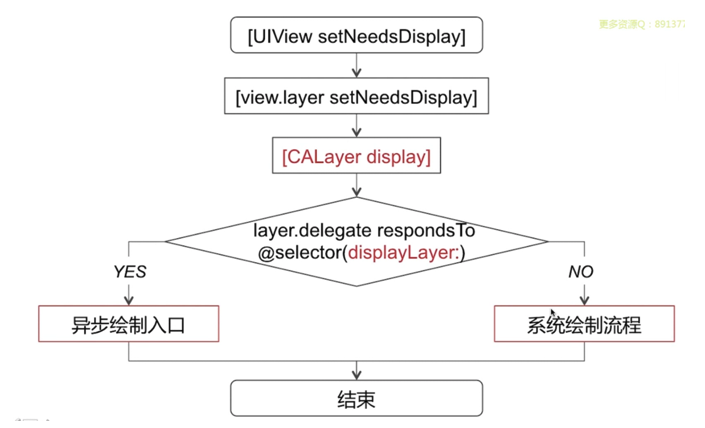 更多资源Q：891377
[UIView setNeedsDisplay]
[view.layer setNeedsDisplay]
[CALayer display]
layer.delegate respondsTo
@selector(displayLayer:)
YES
NO
异步绘制入口
系统绘制流程
结束